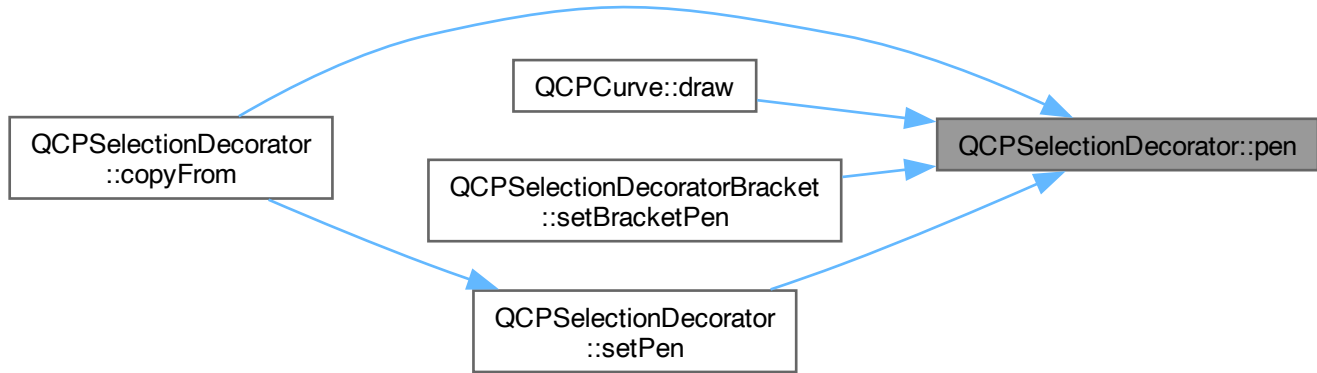 QCPCurve::draw
QCPSelectionDecorator
::copyFrom
QCPSelectionDecorator::pen
QCPSelectionDecoratorBracket
::setBracketPen
QCPSelectionDecorator
::setPen